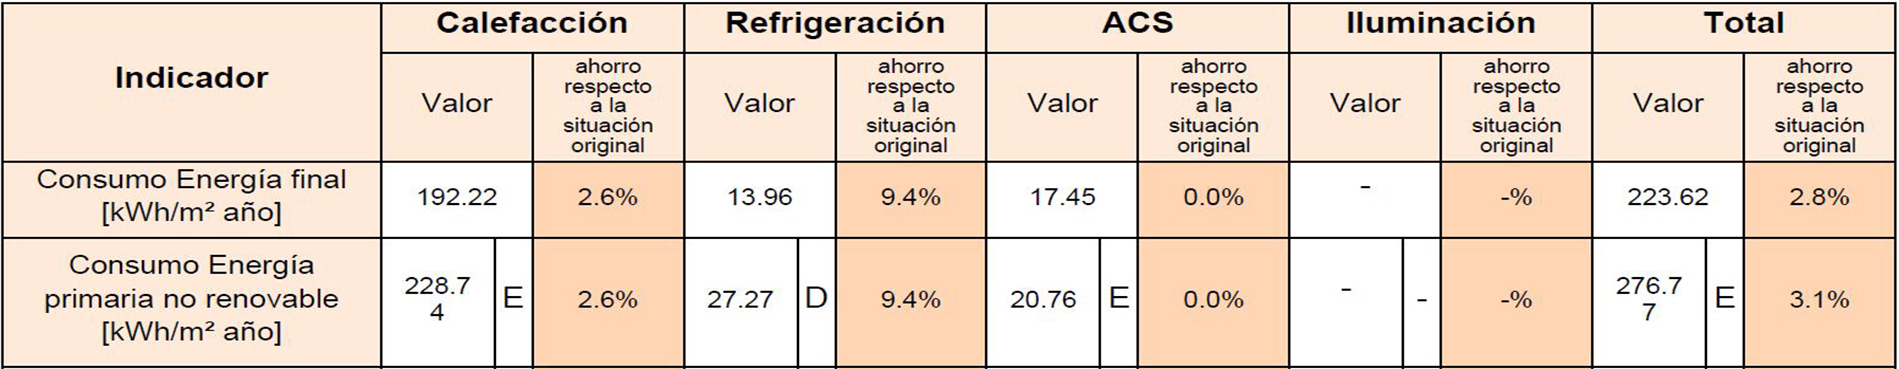 Indicador
Calefacción
Refrigeración
ACS
Iluminación
Total
Valor
ahorro
respecto
a la
situación
original
Valor
ahorro
respecto
a la
situación
original
Valor
ahorro
respecto
a la
situación
original
Valor
ahorro
respecto
a la
situación
original
Valor
ahorro
respecto
a la
situación
original
Consumo Energía final
[kWh/m² año]
192.22
2.6%
13.96
9.4%
17.45
0.0%
-
-%
223.62
2.8%
Consumo Energía
primaria no renovable
[kWh/m² año]
228.7
4
E
2.6%
27.27
D
9.4%
20.76
E
0.0%
-
-
-%
276.7
7
E
3.1%